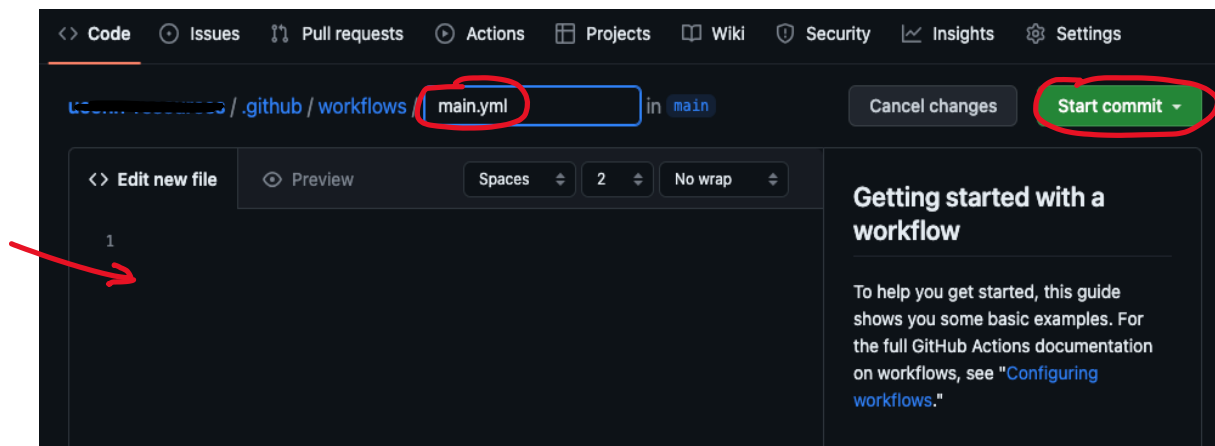 <> Code Issues Pull requests Actions Projects Wiki Security Insights Settings
/ .github / workflows / main.yml in main Cancel changes Start commit
<> Edit new file Preview Spaces 2 No wrap
1
Getting started with a
workflow
To help you get started, this guide
shows you some basic examples. For
the full GitHub Actions documentation
on workflows, see "Configuring
workflows."